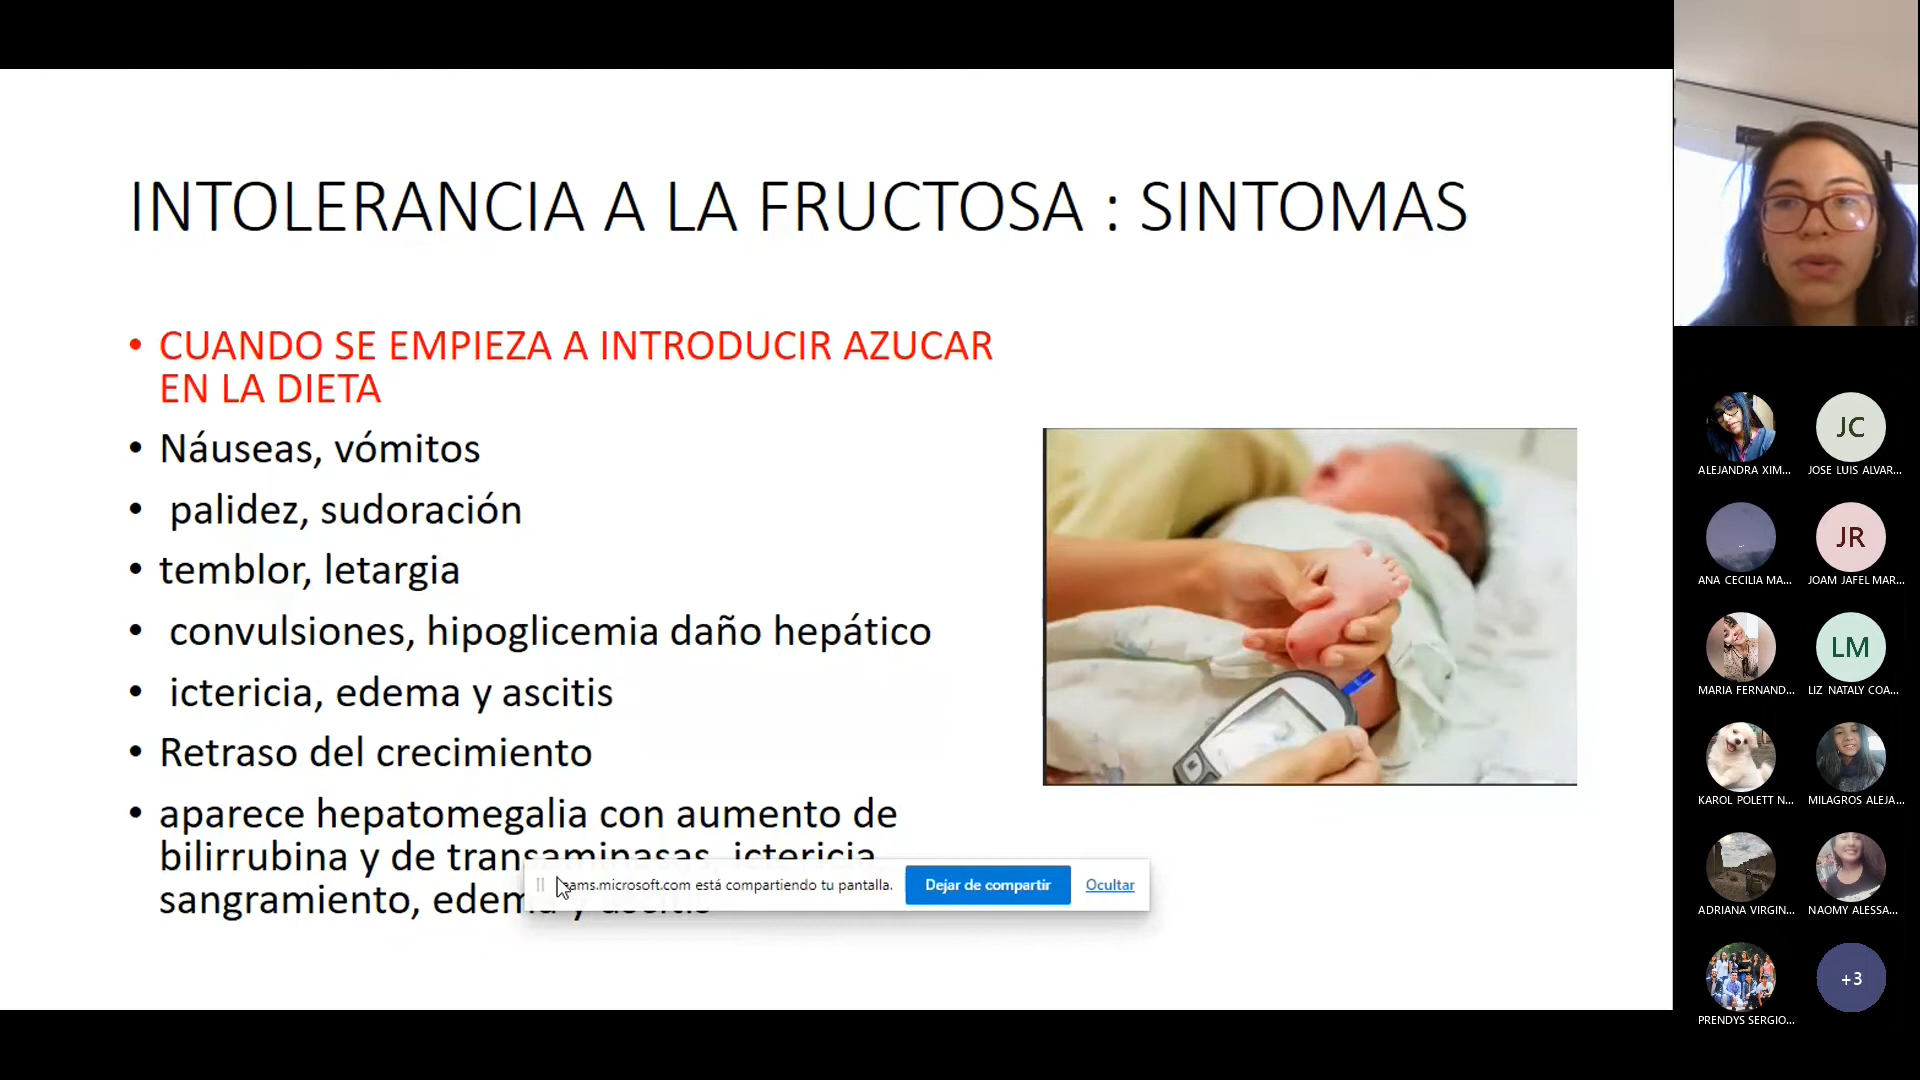 INTOLERANCIA A LA FRUCTOSA : SINTOMAS
• CUANDO SE EMPIEZA A INTRODUCIR AZUCAR
EN LA DIETA
• Náuseas, vómitos
• palidez, sudoración
• temblor, letargia
• convulsiones, hipoglicemia daño hepático
• ictericia, edema y ascitis
• Retraso del crecimiento
• aparece hepatomegalia con aumento de
bilirrubina y de transaminasas, ictericia
sangramiento, edema y ascitis
ams.microsoft.com está compartiendo tu pantalla.
Dejar de compartir
Ocultar
ALEJANDRA XIM...
JC
JOSE LUIS ALVAR...
ANA CECILIA MA...
JR
JOAM JAFEL MAR...
MARIA FERNAND...
LM
LIZ NATALY COA...
KAROL POLETT N...
MILAGROS ALEJA...
ADRIANA VIRGIN...
NAOMY ALESSA...
PRENDYS SERGIO...
+3